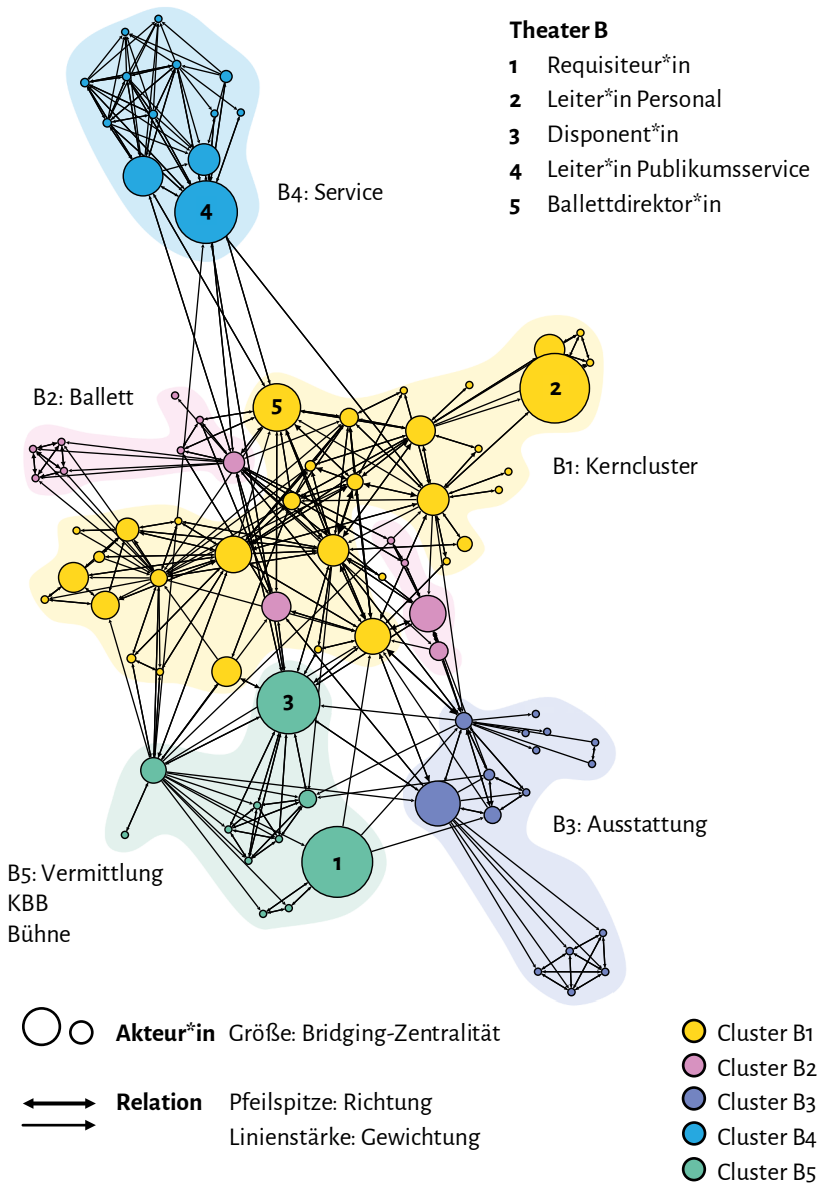 Theater B
1 Requisiteur*in
2 Leiter*in Personal
3 Disponent*in
4 Leiter*in Publikumsservice
5 Ballettdirektor*in
4
B4: Service
2
B2: Ballett
5
B1: Kerncluster
3
B3: Ausstattung
1
B5: Vermittlung
KBB
Bühne
Akteur*in Größe: Bridging-Zentralität
Relation Pfeilspitze: Richtung
Linienstärke: Gewichtung
Cluster B1
Cluster B2
Cluster B3
Cluster B4
Cluster B5